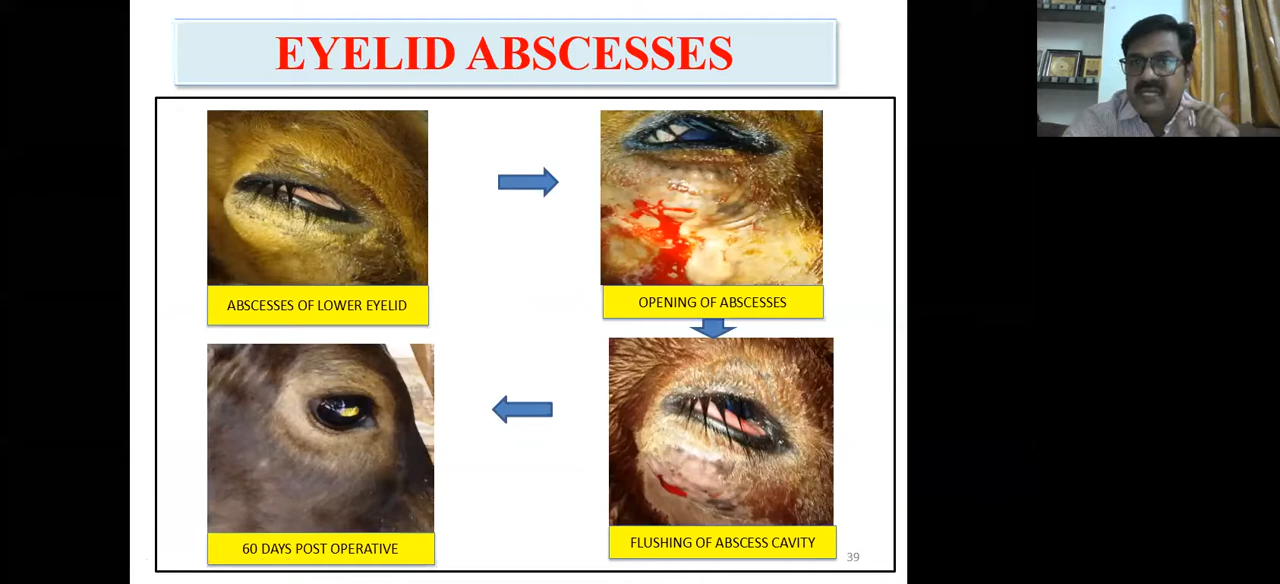 EYELID ABSCESSES
ABSCESSES OF LOWER EYELID
OPENING OF ABSCESSES
60 DAYS POST OPERATIVE
FLUSHING OF ABSCESS CAVITY
39